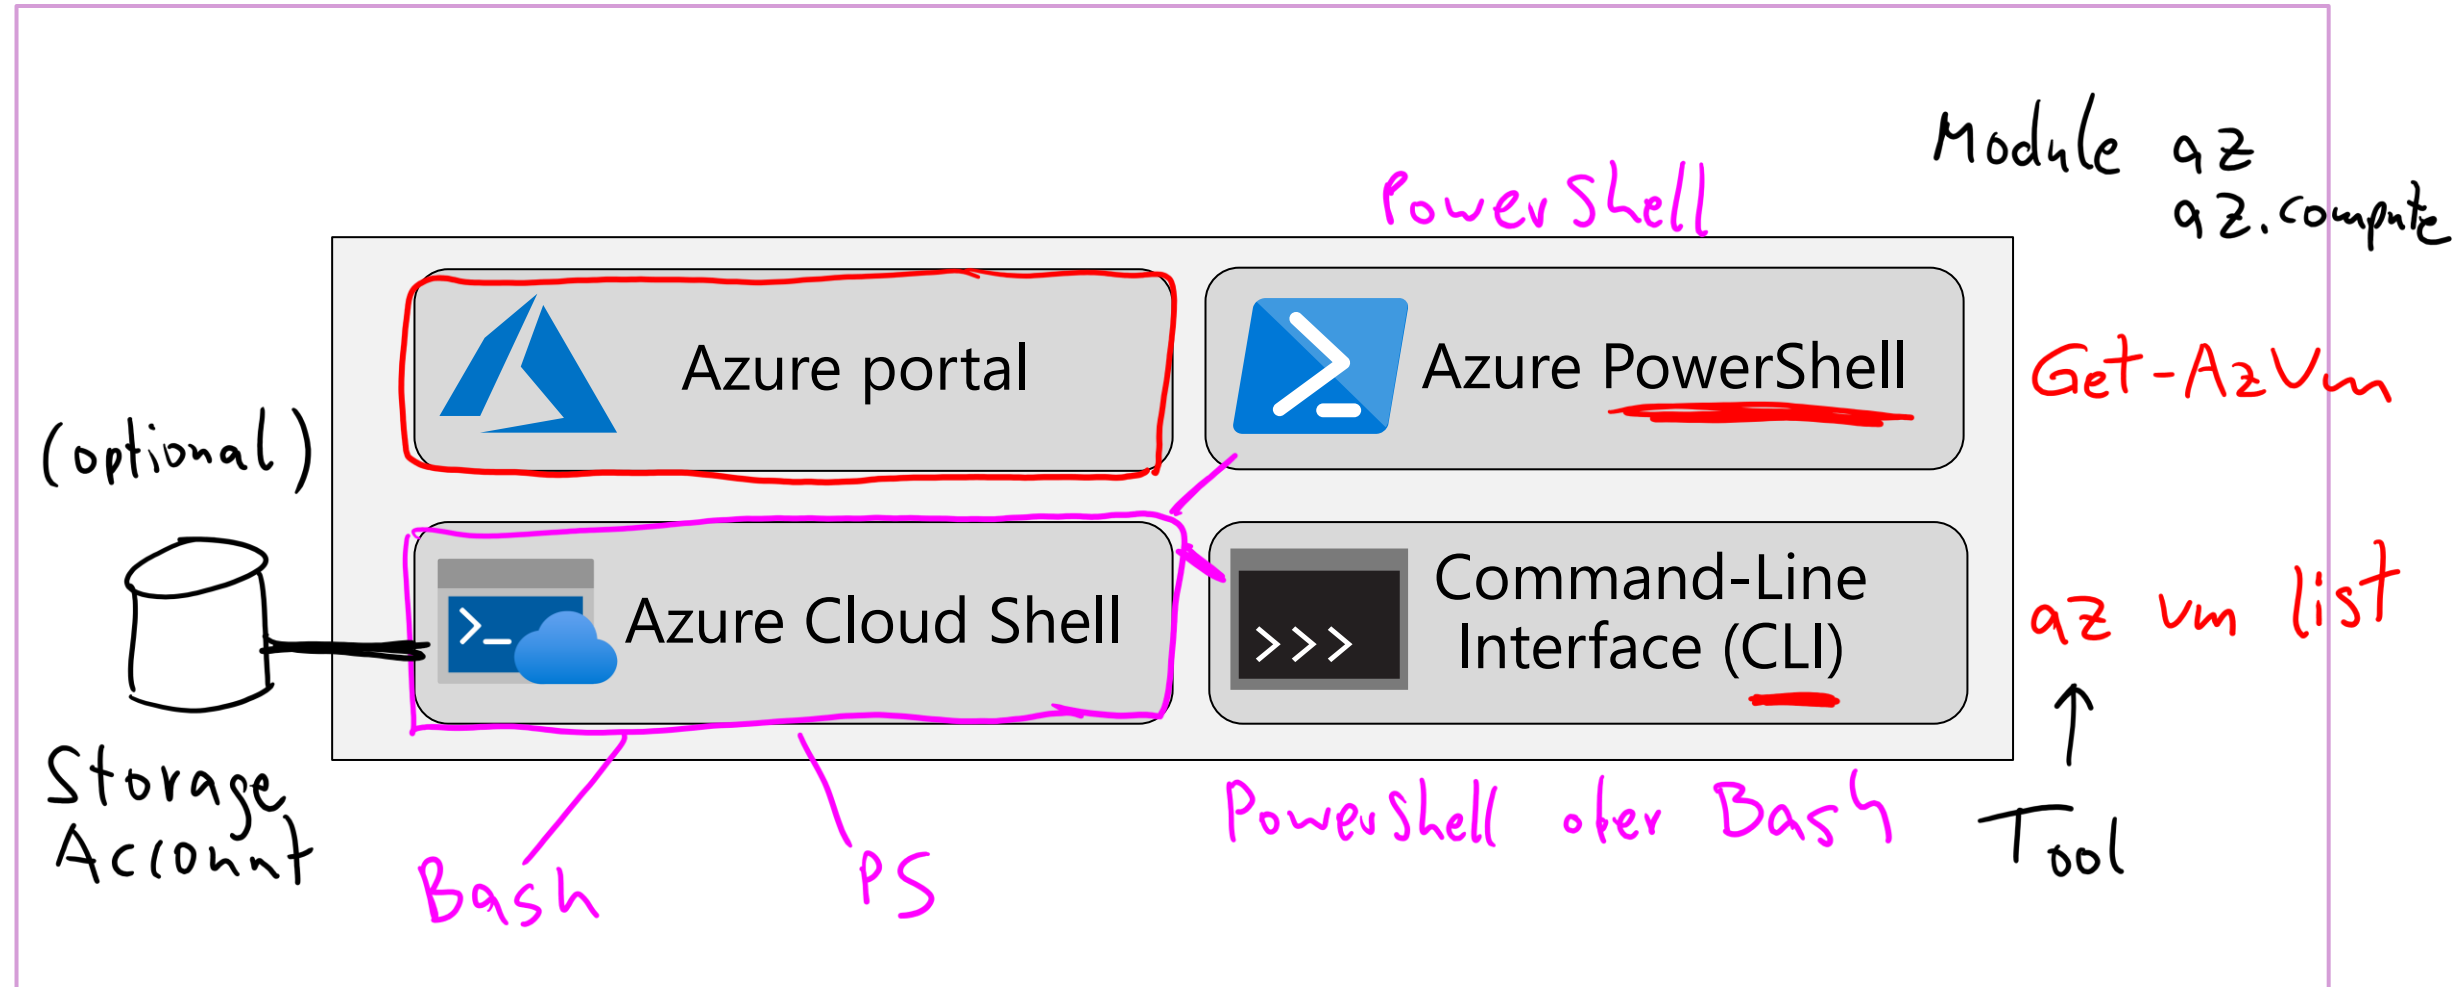 Module az
az.compute
PowerShell
Azure portal
Azure PowerShell
Get-AzVm
(optional)
Azure Cloud Shell
Command-Line
Interface (CLI)
az vm list
Storage
Account
Powershell oder Bash
Tool
Bash
PS